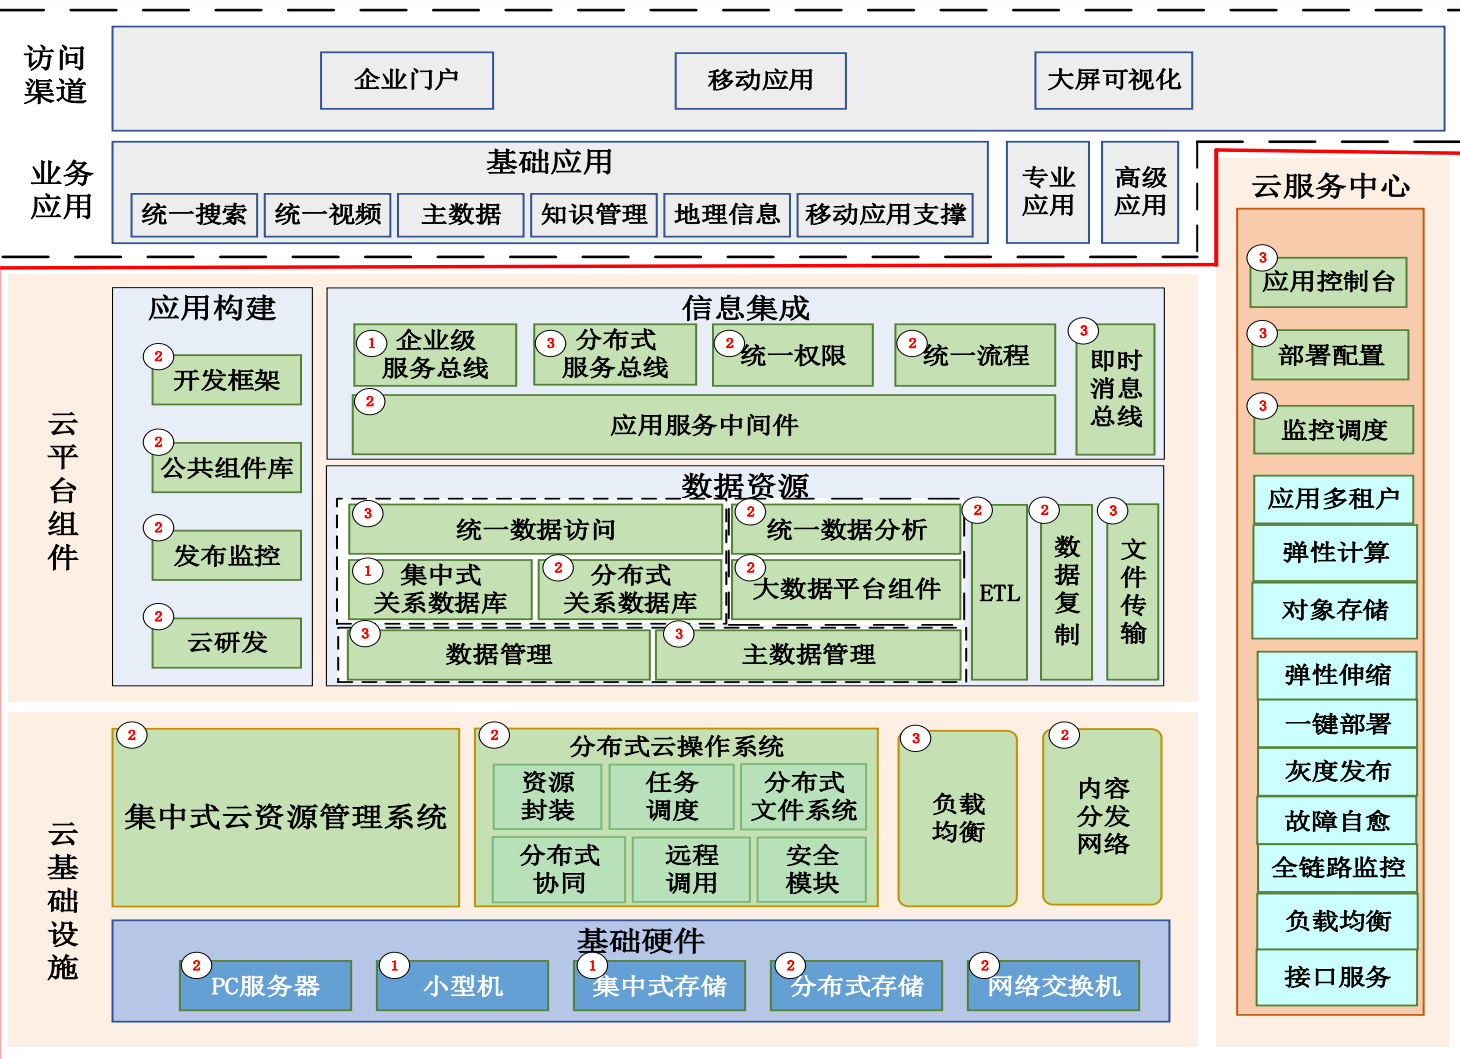 访问
渠道
企业门户
移动应用
大屏可视化
业务
应用
基础应用
统一搜索
统一视频
主数据
知识管理
地理信息
移动应用支撑
专业
应用
高级
应用
云服务中心
3
应用控制台
3
部署配置
3
监控调度
应用多租户
弹性计算
对象存储
弹性伸缩
一键部署
灰度发布
故障自愈
全链路监控
负载均衡
接口服务
云
平
台
组
件
应用构建
2
开发框架
2
公共组件库
2
发布监控
2
云研发
信息集成
1
企业级
服务总线
3
分布式
服务总线
2
统一权限
2
统一流程
3
即时
消息
总线
2
应用服务中间件
数据资源
3
统一数据访问
2
统一数据分析
1
集中式
关系数据库
2
分布式
关系数据库
2
大数据平台组件
3
数据管理
3
主数据管理
2
ETL
2
数
据
复
制
3
文
件
传
输
云
基
础
设
施
2
集中式云资源管理系统
2
分布式云操作系统
资源
封装
任务
调度
分布式
文件系统
分布式
协同
远程
调用
安全
模块
3
负载
均衡
2
内容
分发
网络
基础硬件
2
PC服务器
1
小型机
1
集中式存储
2
分布式存储
2
网络交换机